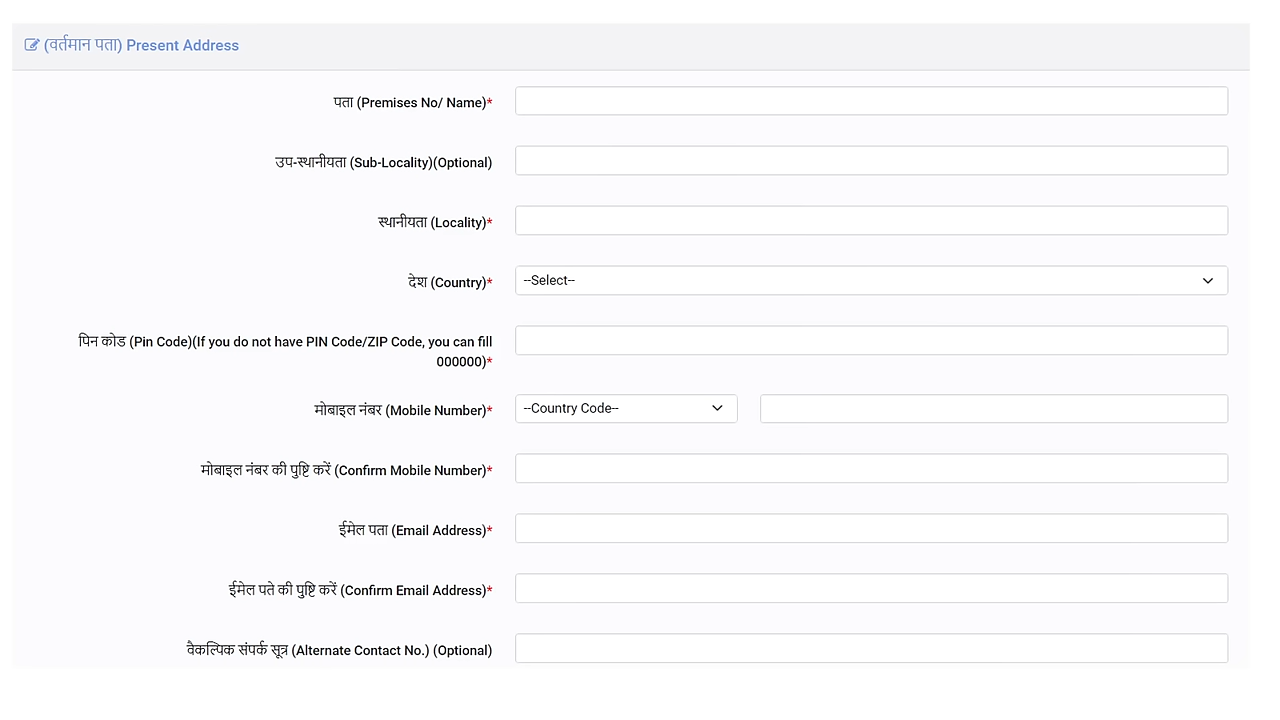 (वर्तमान पता) Present Address
पता (Premises No/ Name)*
उप-स्थानीयता (Sub-Locality)(Optional)
स्थानीयता (Locality)*
देश (Country)* --Select--
पिन कोड (Pin Code)(If you do not have PIN Code/ZIP Code, you can fill
000000)*
मोबाइल नंबर (Mobile Number)* --Country Code--
मोबाइल नंबर की पुष्टि करें (Confirm Mobile Number)*
ईमेल पता (Email Address)*
ईमेल पते की पुष्टि करें (Confirm Email Address)*
वैकल्पिक संपर्क सूत्र (Alternate Contact No.) (Optional)